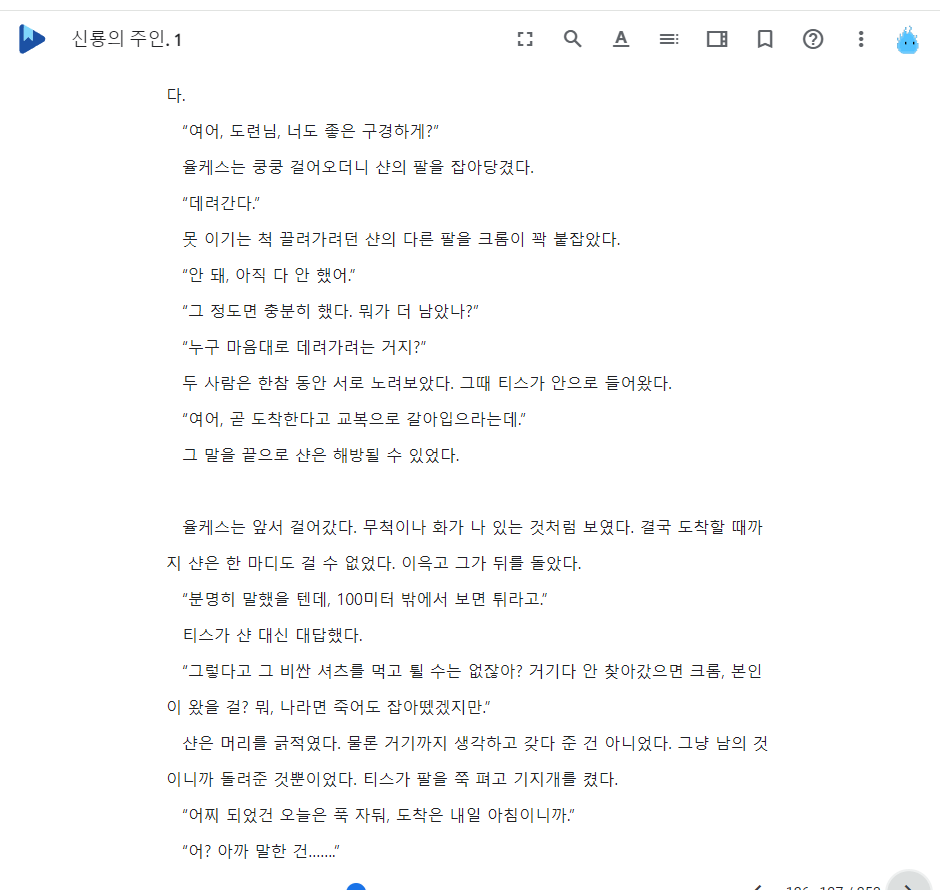 신룡의 주인. 1
다.
“여어, 도련님, 너도 좋은 구경하게?”
율케스는 쿵쿵 걸어오더니 샨의 팔을 잡아당겼다.
“데려간다.”
못 이기는 척 끌려가려던 샨의 다른 팔을 크롬이 꽉 붙잡았다.
“안 돼, 아직 다 안 했어.”
“그 정도면 충분히 했다. 뭐가 더 남았나?”
“누구 마음대로 데려가려는 거지?”
두 사람은 한참 동안 서로 노려보았다. 그때 티스가 안으로 들어왔다.
“여어, 곧 도착한다고 교복으로 갈아입으라는데.”
그 말을 끝으로 샨은 해방될 수 있었다.
율케스는 앞서 걸어갔다. 무척이나 화가 나 있는 것처럼 보였다. 결국 도착할 때까
지 샨은 한 마디도 걸 수 없었다. 이윽고 그가 뒤를 돌았다.
“분명히 말했을 텐데, 100미터 밖에서 보면 튀라고.”
티스가 샨 대신 대답했다.
“그렇다고 그 비싼 셔츠를 먹고 튈 수는 없잖아? 거기다 안 찾아갔으면 크롬, 본인
이 왔을 걸? 뭐, 나라면 죽어도 잡아뗐겠지만.”
샨은 머리를 긁적였다. 물론 거기까지 생각하고 갖다 준 건 아니었다. 그냥 남의 것
이니까 돌려준 것뿐이었다. 티스가 팔을 쭉 펴고 기지개를 켰다.
“어찌 되었건 오늘은 푹 자둬, 도착은 내일 아침이니까.”
“어? 아까 말한 건…….”